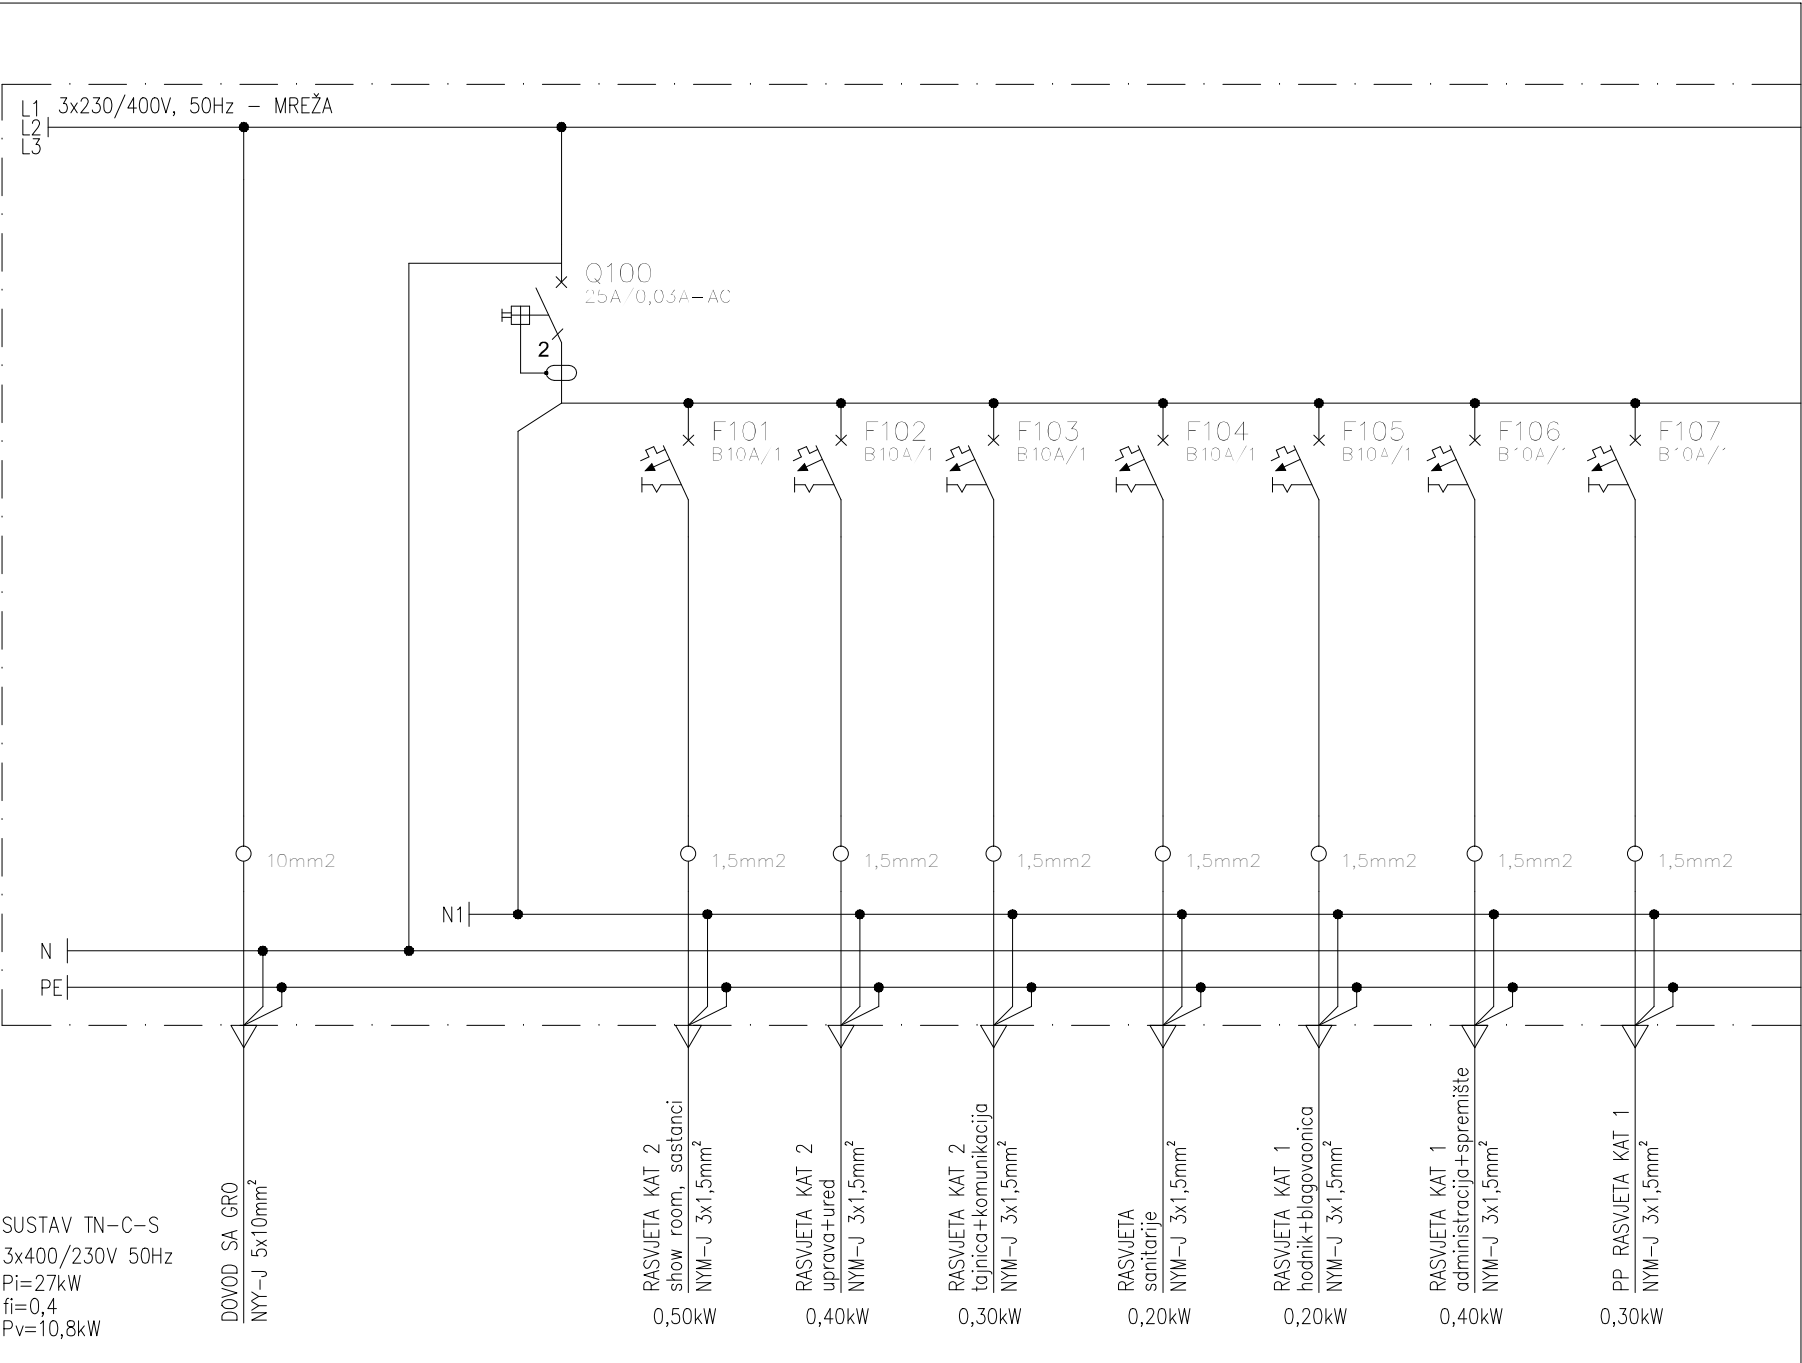 L1 3x230/400V, 50Hz – MREŽA
L2
L3
Q100
25A/0,03A–AC
2
F101
B10A/1
F102
B10A/1
F103
B10A/1
F104
B10A/1
F105
B10A/1
F106
B10A/1
F107
B10A/1
10mm2
1,5mm2
1,5mm2
1,5mm2
1,5mm2
1,5mm2
1,5mm2
1,5mm2
N1
N
PE
SUSTAV TN–C–S
3x400/230V 50Hz
Pi=27kW
fi=0,4
Pv=10,8kW
DOVOD SA GRO
NYY–J 5x10mm²
RASVJETA KAT 2
show room, sastanci
NYM–J 3x1,5mm²
0,50kW
RASVJETA KAT 2
uprava+ured
NYM–J 3x1,5mm²
0,40kW
RASVJETA KAT 2
tajnica+komunikacija
NYM–J 3x1,5mm²
0,30kW
RASVJETA
sanitarije
NYM–J 3x1,5mm²
0,20kW
RASVJETA KAT 1
hodnik+blagovaonica
NYM–J 3x1,5mm²
0,20kW
RASVJETA KAT 1
administracija+spremište
NYM–J 3x1,5mm²
0,40kW
PP RASVJETA KAT 1
NYM–J 3x1,5mm²
0,30kW